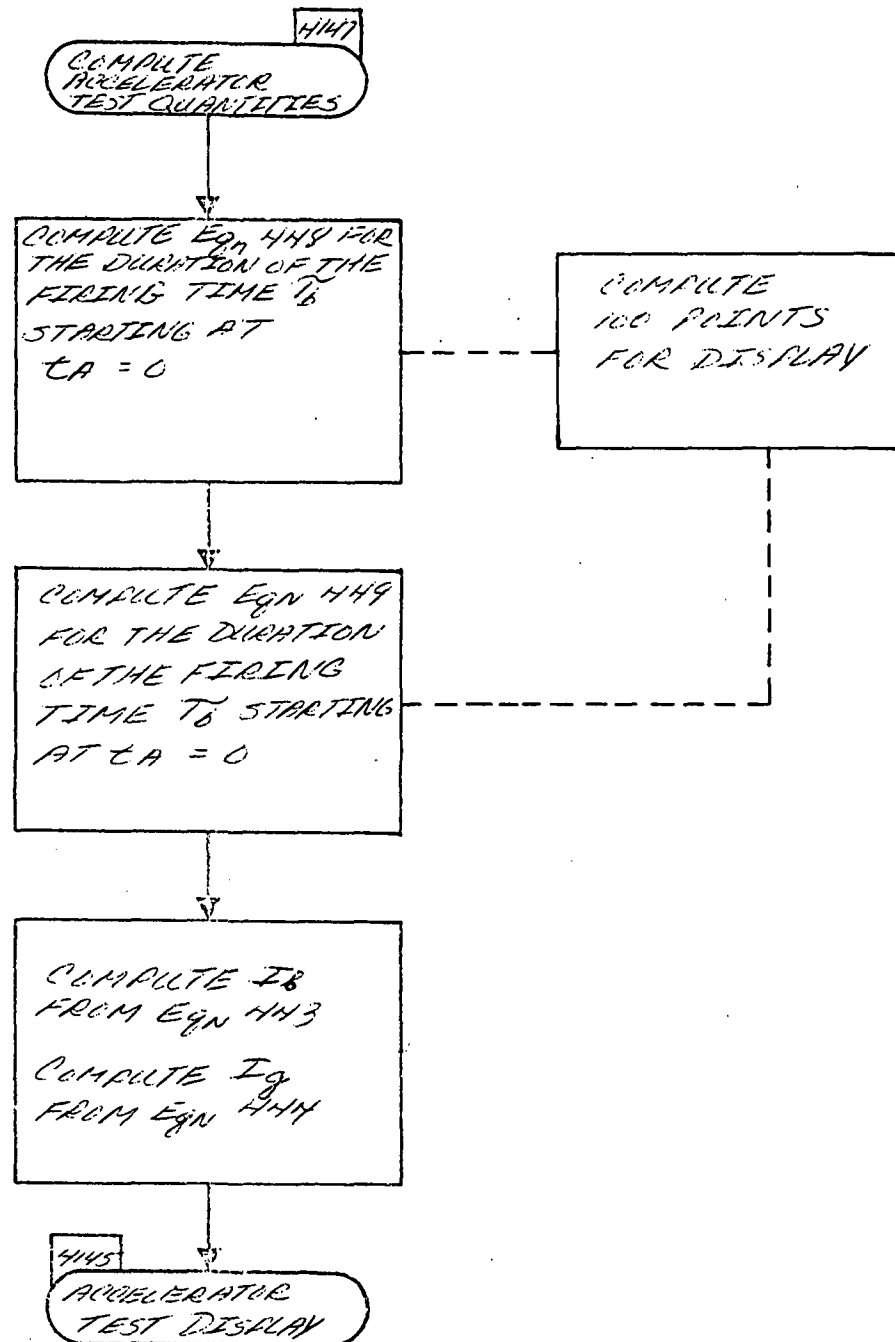 4147
COMPUTE
ACCELERATOR
TEST QUANTITIES
COMPUTE Eqn 448 FOR
THE DURATION OF THE
FIRING TIME T̃b
STARTING AT
tA = 0
COMPUTE
100 POINTS
FOR DISPLAY
COMPUTE EqN 449
FOR THE DURATION
OF THE FIRING
TIME T̃b STARTING
AT tA = 0
COMPUTE Ib
FROM EqN 443
COMPUTE Ig
FROM EqN 444
4145
ACCELERATOR
TEST DISPLAY